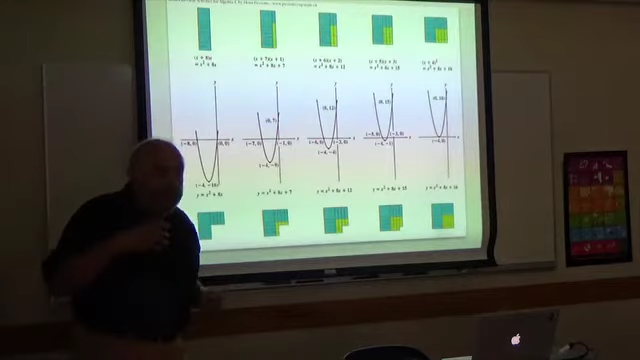 (x + 8)x
= x² + 8x
(x + 7)(x + 1)
= x² + 8x + 7
(x + 6)(x + 2)
= x² + 8x + 12
(x + 5)(x + 3)
= x² + 8x + 15
(x + 4)²
= x² + 8x + 16
(-8, 0)
(0, 0)
(-4, -16)
y = x² + 8x
(0, 7)
(-7, 0)
(-1, 0)
(-4, -9)
y = x² + 8x + 7
(0, 12)
(-6, 0)
(-2, 0)
(-4, -4)
y = x² + 8x + 12
(0, 15)
(-5, 0)
(-3, 0)
(-4, -1)
y = x² + 8x + 15
(0, 16)
(-4, 0)
y = x² + 8x + 16